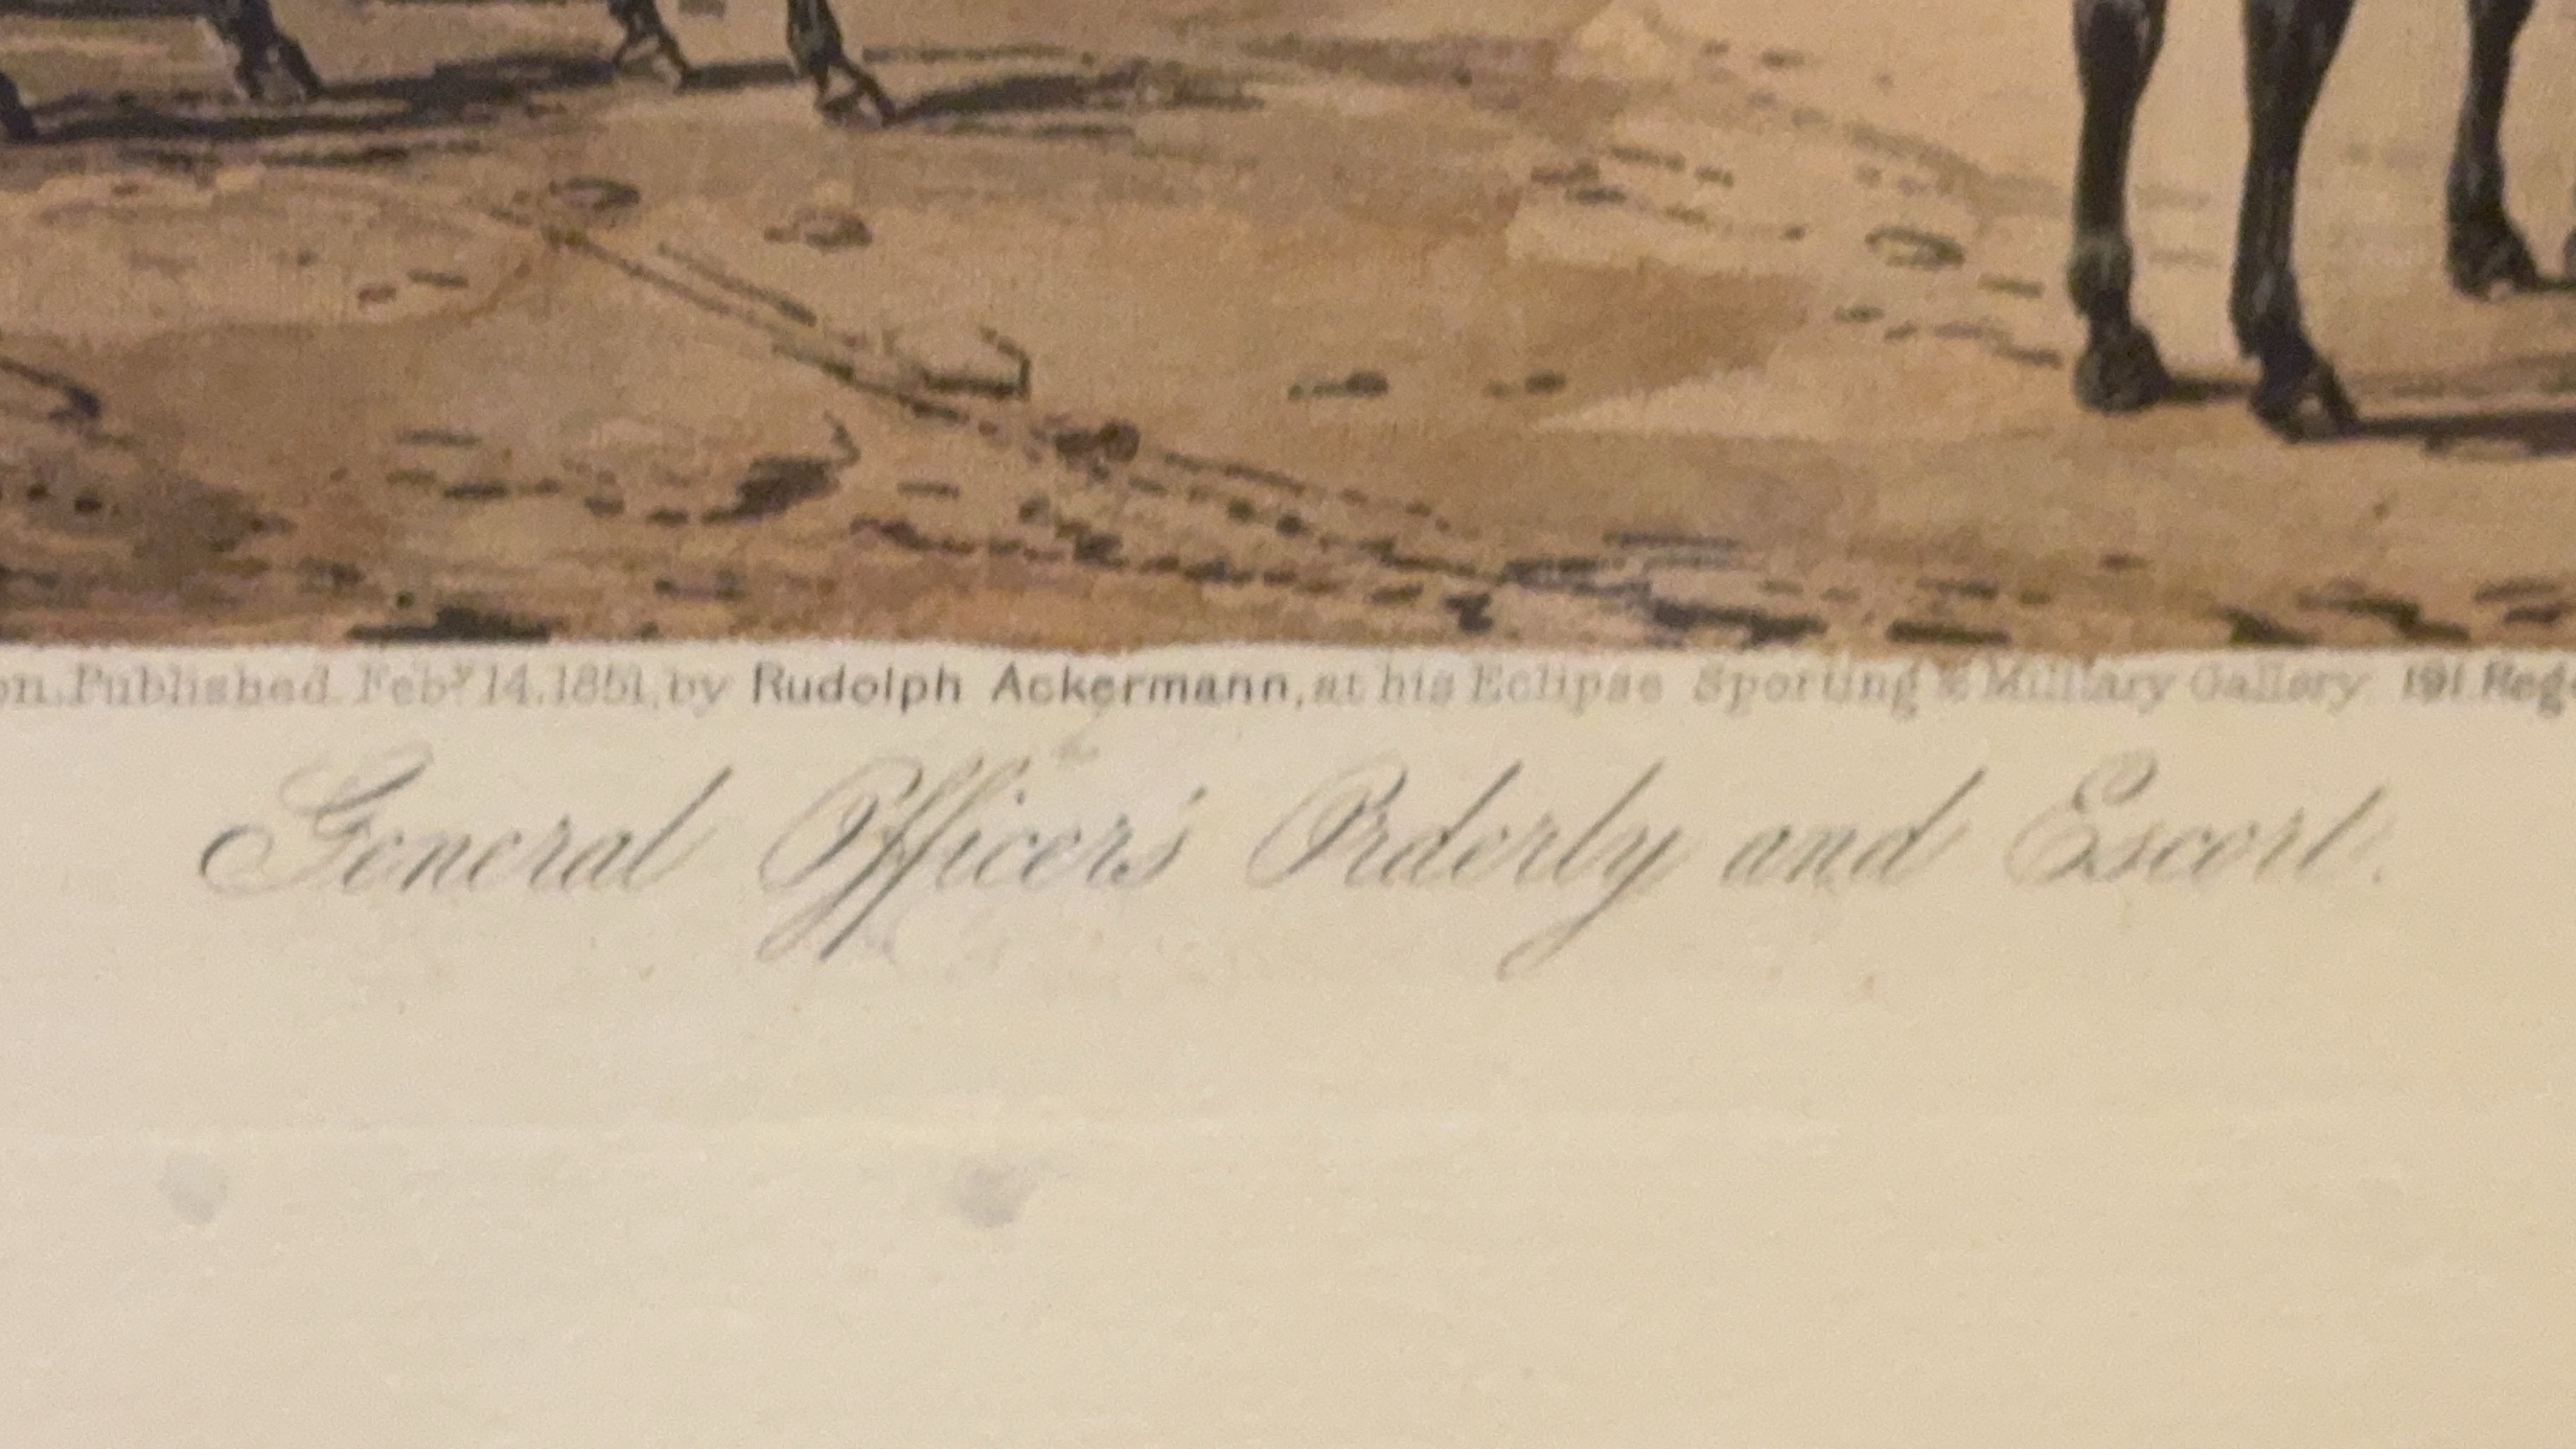 on. Published Feby 14. 1851, by Rudolph Ackermann, at his Eclipse Sporting & Military Gallery 191 Reg
General Officer's Orderly and Escort.